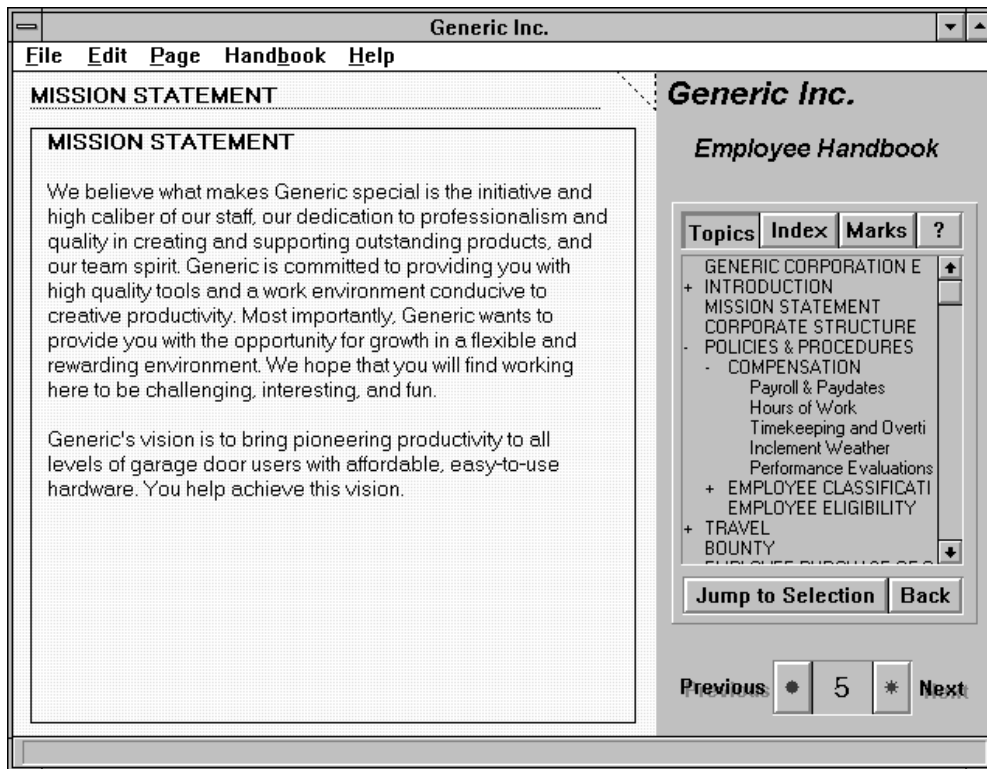 Generic Inc.
File Edit Page Handbook Help
MISSION STATEMENT
MISSION STATEMENT
We believe what makes Generic special is the initiative and
high caliber of our staff, our dedication to professionalism and
quality in creating and supporting outstanding products, and
our team spirit. Generic is committed to providing you with
high quality tools and a work environment conducive to
creative productivity. Most importantly, Generic wants to
provide you with the opportunity for growth in a flexible and
rewarding environment. We hope that you will find working
here to be challenging, interesting, and fun.
Generic's vision is to bring pioneering productivity to all
levels of garage door users with affordable, easy-to-use
hardware. You help achieve this vision.
Generic Inc.
Employee Handbook
Topics Index Marks ?
GENERIC CORPORATION E
+ INTRODUCTION
MISSION STATEMENT
CORPORATE STRUCTURE
- POLICIES & PROCEDURES
- COMPENSATION
Payroll & Paydates
Hours of Work
Timekeeping and Overti
Inclement Weather
Performance Evaluations
+ EMPLOYEE CLASSIFICATI
EMPLOYEE ELIGIBILITY
+ TRAVEL
BOUNTY
Jump to Selection Back
Previous 5 Next